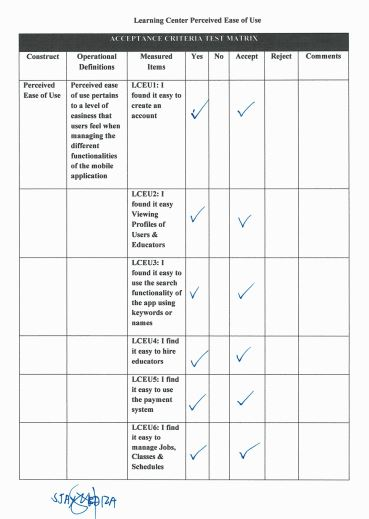 Learning Center Perceived Ease of Use
ACCEPTANCE CRITERIA TEST MATRIX
Construct Operational Definitions Measured Items Yes No Accept Reject Comments
Perceived Ease of Use
Perceived ease
of use pertains
to a level of
easiness that
users feel when
managing the
different
functionalities
of the mobile
application
LCEU1: I
found it easy to
create an
account
✓ ✓
LCEU2: I
found it easy
Viewing
Profiles of
Users &
Educators
✓ ✓
LCEU3: I
found it easy to
use the search
functionality of
the app using
keywords or
names
✓ ✓
LCEU4: I find
it easy to hire
educators
✓ ✓
LCEU5: I find
it easy to use
the payment
system
✓ ✓
LCEU6: I find
it easy to
manage Jobs,
Classes &
Schedules
✓ ✓